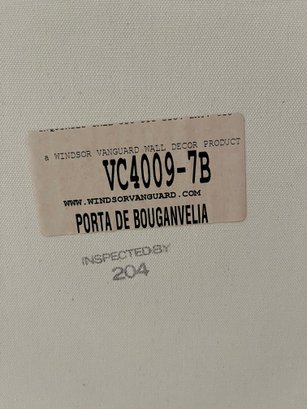 a WINDSOR VANGUARD WALL DECOR PRODUCT
VC4009-7B
WWW.WINDSORVANGUARD.COM
PORTA DE BOUGANVELIA
INSPECTED BY
204